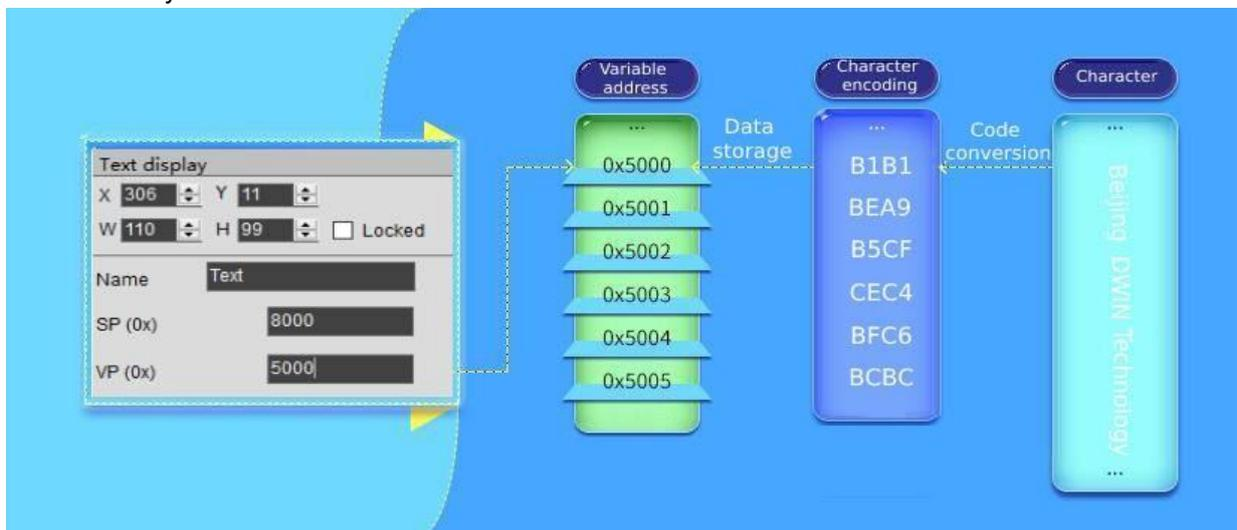 Text display
X 306 Y 11
W 110 H 99 Locked
Name Text
SP (0x) 8000
VP (0x) 5000
Variable
address
...
0x5000
0x5001
0x5002
0x5003
0x5004
0x5005
Data
storage
Character
encoding
...
B1B1
BEA9
B5CF
CEC4
BFC6
BCBC
Code
conversion
Character
...
Beijing DWIN Technology
...